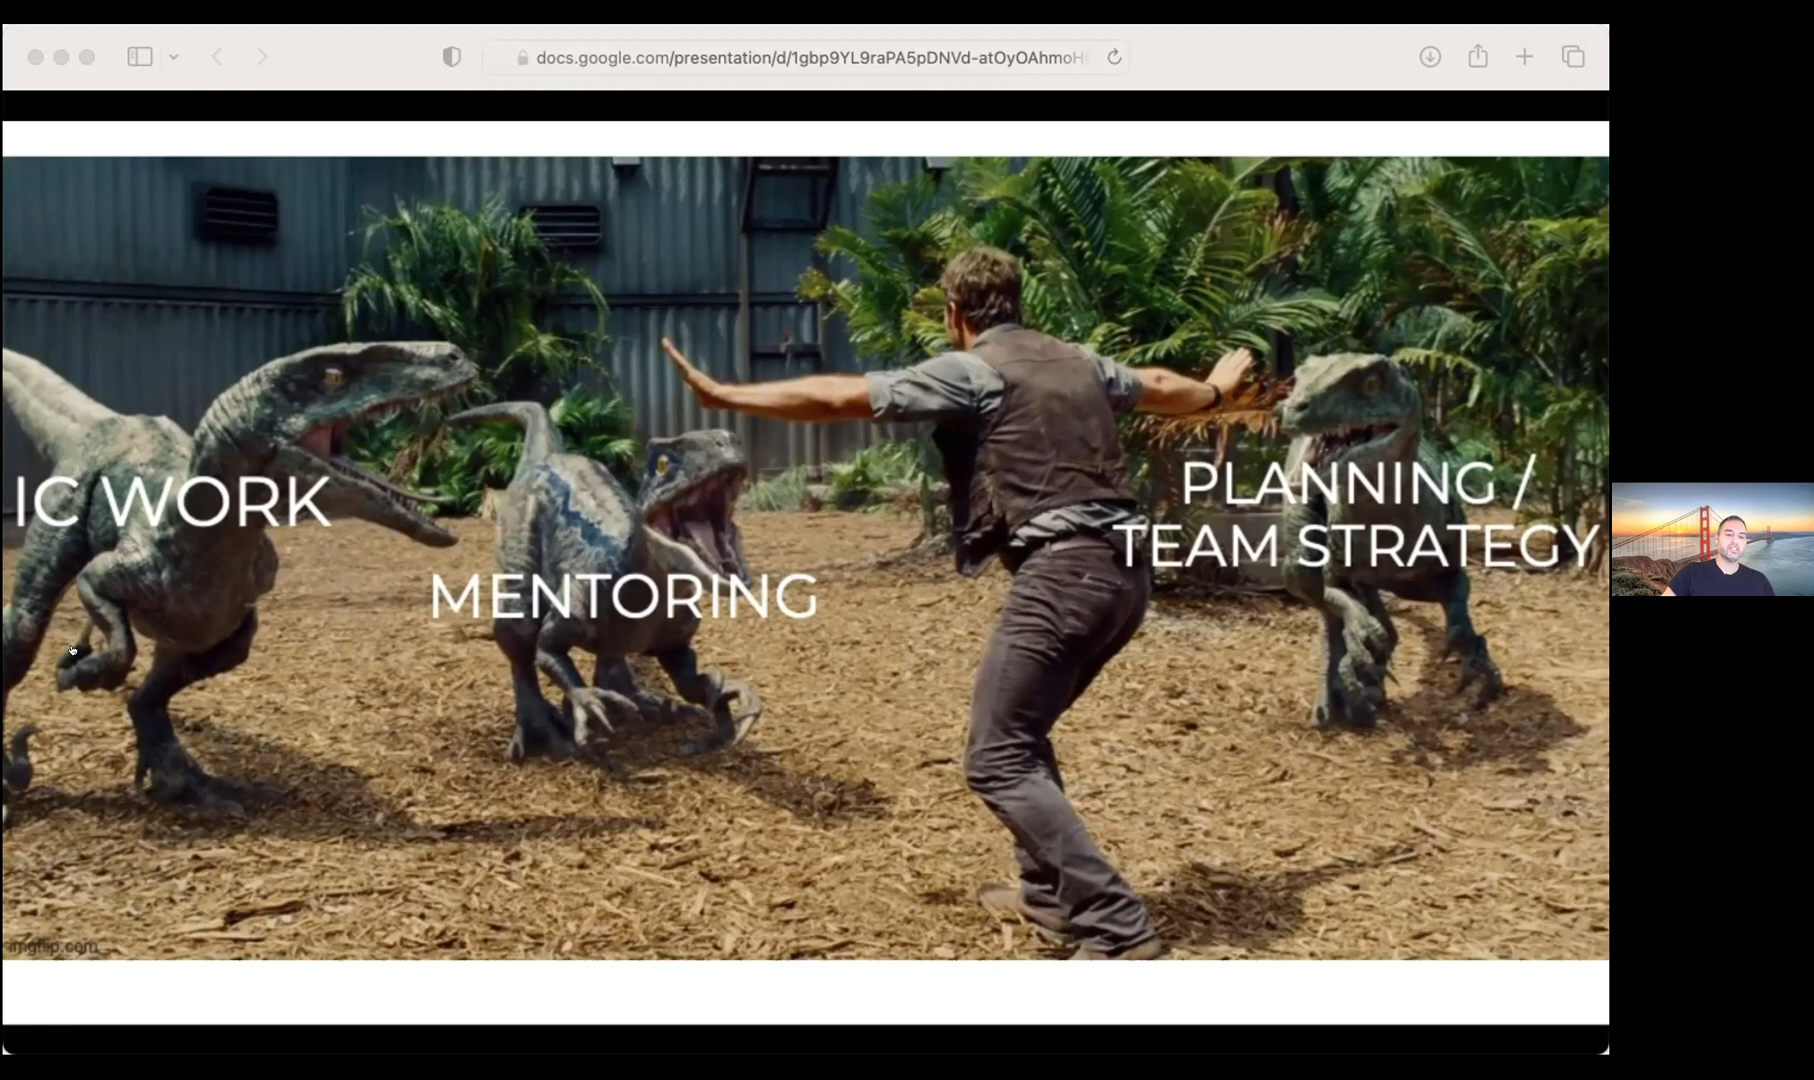 docs.google.com/presentation/d/1gbp9YL9raPA5pDNVd-atOyOAhmoH
IC WORK
MENTORING
PLANNING /
TEAM STRATEGY
imgflip.com